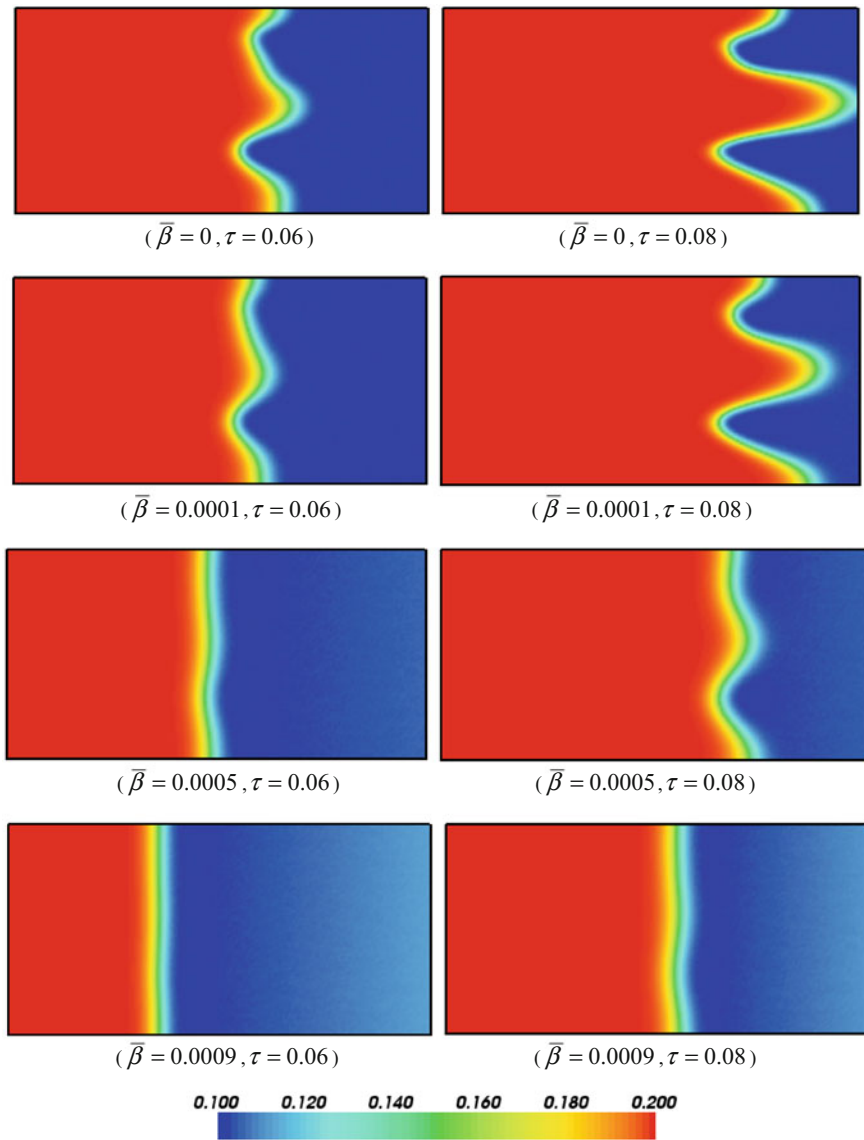 ( β̅ = 0 , τ = 0.06 ) ( β̅ = 0 , τ = 0.08 )
( β̅ = 0.0001 , τ = 0.06 ) ( β̅ = 0.0001 , τ = 0.08 )
( β̅ = 0.0005 , τ = 0.06 ) ( β̅ = 0.0005 , τ = 0.08 )
( β̅ = 0.0009 , τ = 0.06 ) ( β̅ = 0.0009 , τ = 0.08 )
0.100 0.120 0.140 0.160 0.180 0.200